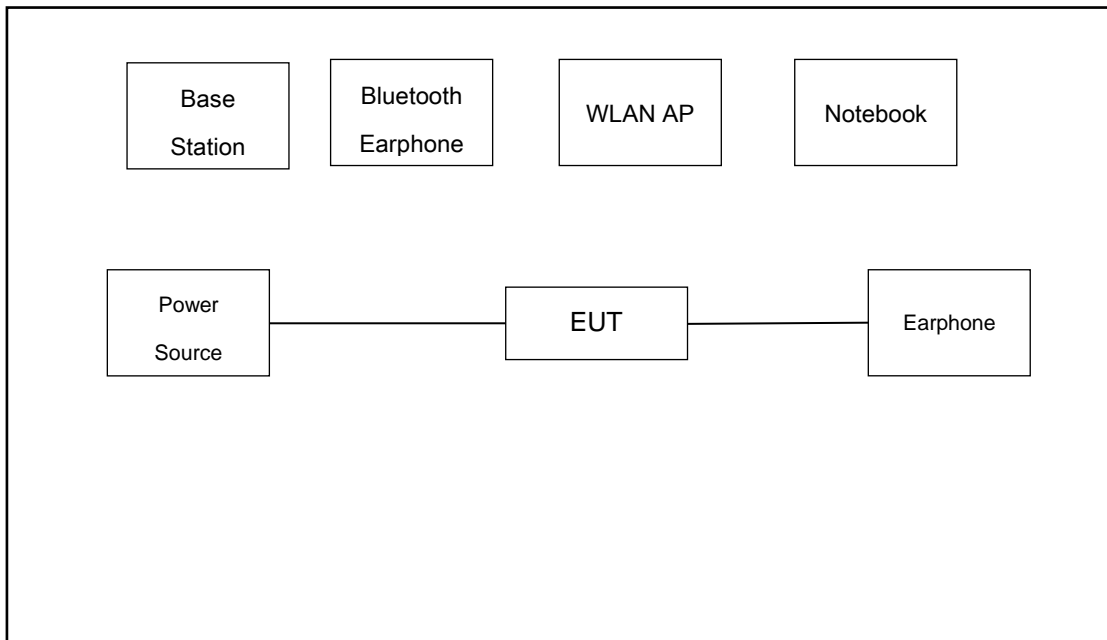 Base
Station
Bluetooth
Earphone
WLAN AP
Notebook
Power
Source
EUT
Earphone